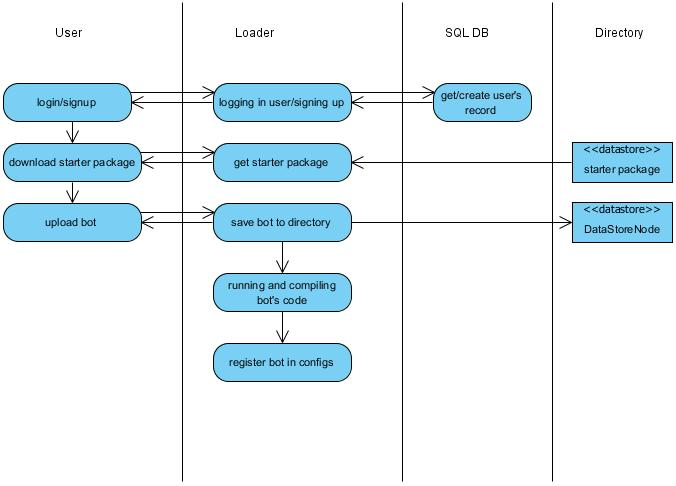 User
Loader
SQL DB
Directory
login/signup
logging in user/signing up
get/create user's
record
download starter package
get starter package
<<datastore>>
starter package
upload bot
save bot to directory
<<datastore>>
DataStoreNode
running and compiling
bot's code
register bot in configs